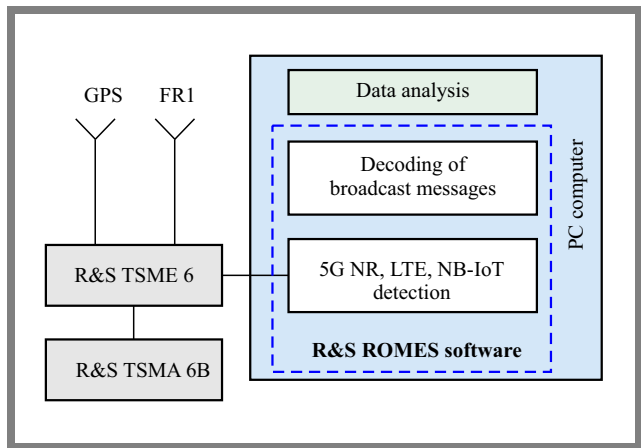 GPS
FR1
Data analysis
Decoding of
broadcast messages
PC computer
R&S TSME 6
5G NR, LTE, NB-IoT
detection
R&S ROMES software
R&S TSMA 6B